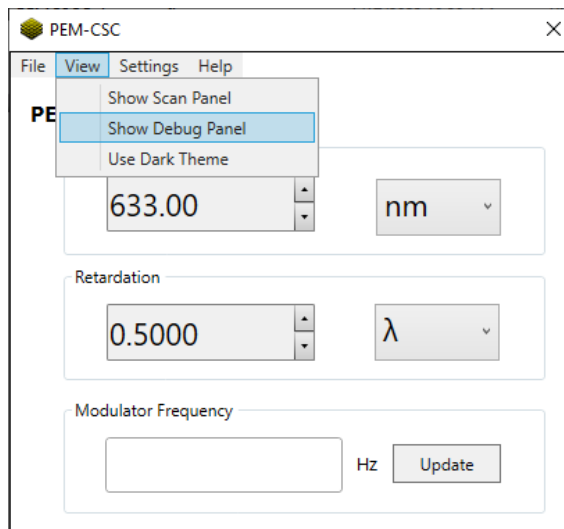 PEM-CSC
File View Settings Help
Show Scan Panel
Show Debug Panel
Use Dark Theme
PE
633.00 nm
Retardation
0.5000 λ
Modulator Frequency
Hz Update